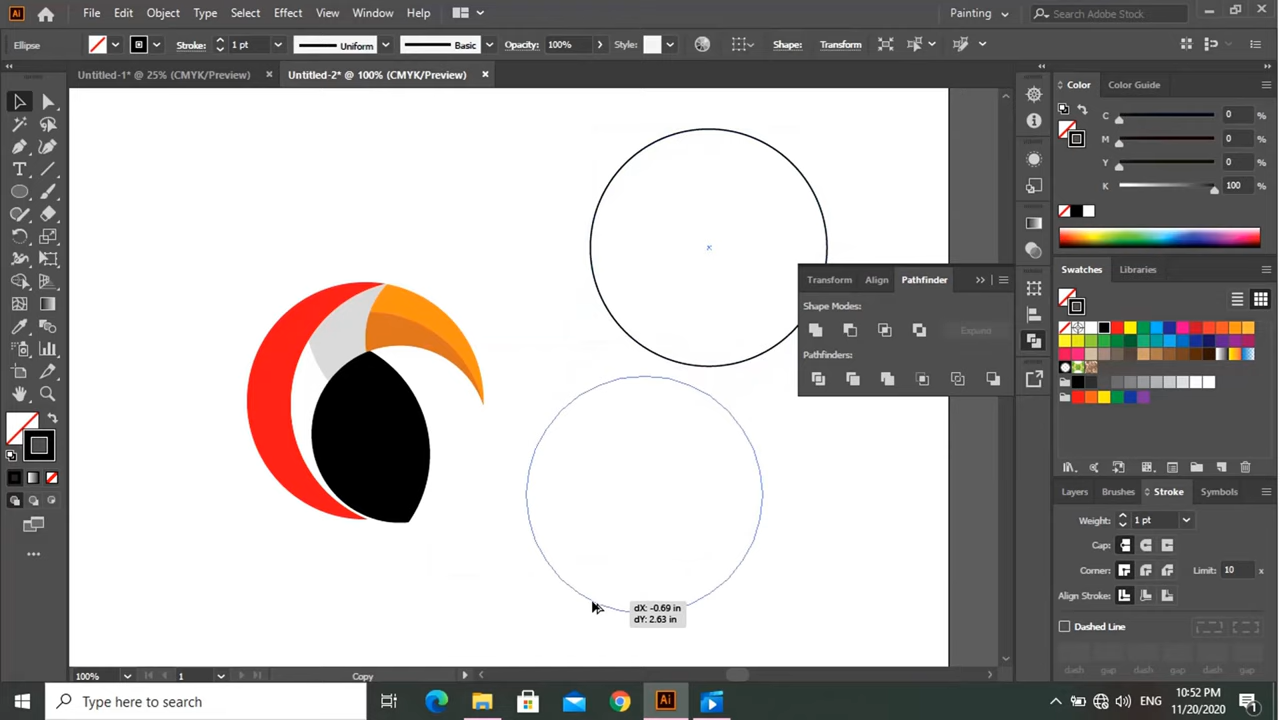 Ai File Edit Object Type Select Effect View Window Help Painting Search Adobe Stock
Ellipse Stroke: 1 pt Uniform Basic Opacity: 100% Style: Shape: Transform
Untitled-1* @ 25% (CMYK/Preview) × Untitled-2* @ 100% (CMYK/Preview) ×
Color Color Guide
C 0 %
M 0 %
Y 0 %
K 100 %
Transform Align Pathfinder
Shape Modes:
Expand
Pathfinders:
Swatches Libraries
Layers Brushes Stroke Symbols
Weight: 1 pt
Cap:
Corner: Limit: 10 x
Align Stroke:
Dashed Line
dash gap dash gap dash gap
dX: -0.69 in
dY: 2.63 in
100% 1 Copy
Type here to search
Ai
ENG
10:52 PM
11/20/2020
1